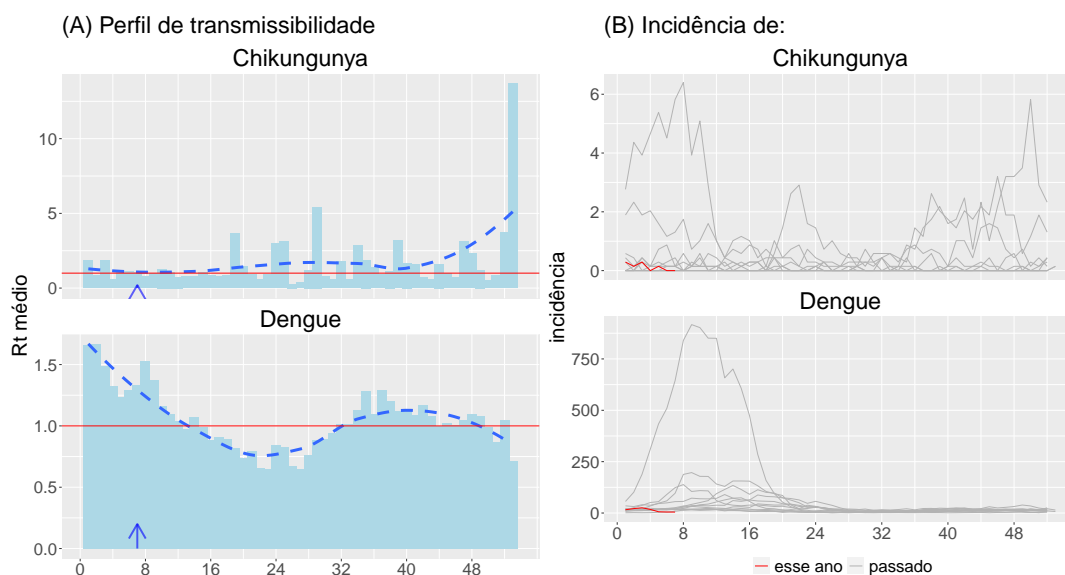 (A) Perfil de transmissibilidade
Chikungunya
10
5
0
Dengue
1.5
1.0
0.5
0.0
0 8 16 24 32 40 48
Rt médio
(B) Incidência de:
Chikungunya
6
4
2
0
Dengue
750
500
250
0
0 8 16 24 32 40 48
incidência
esse ano passado